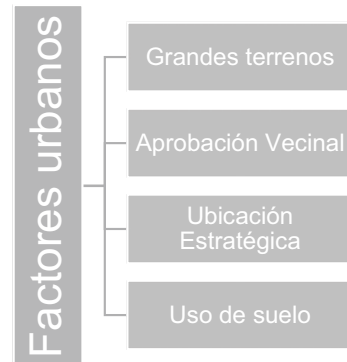 Factores urbanos
Grandes terrenos
Aprobación Vecinal
Ubicación
Estratégica
Uso de suelo